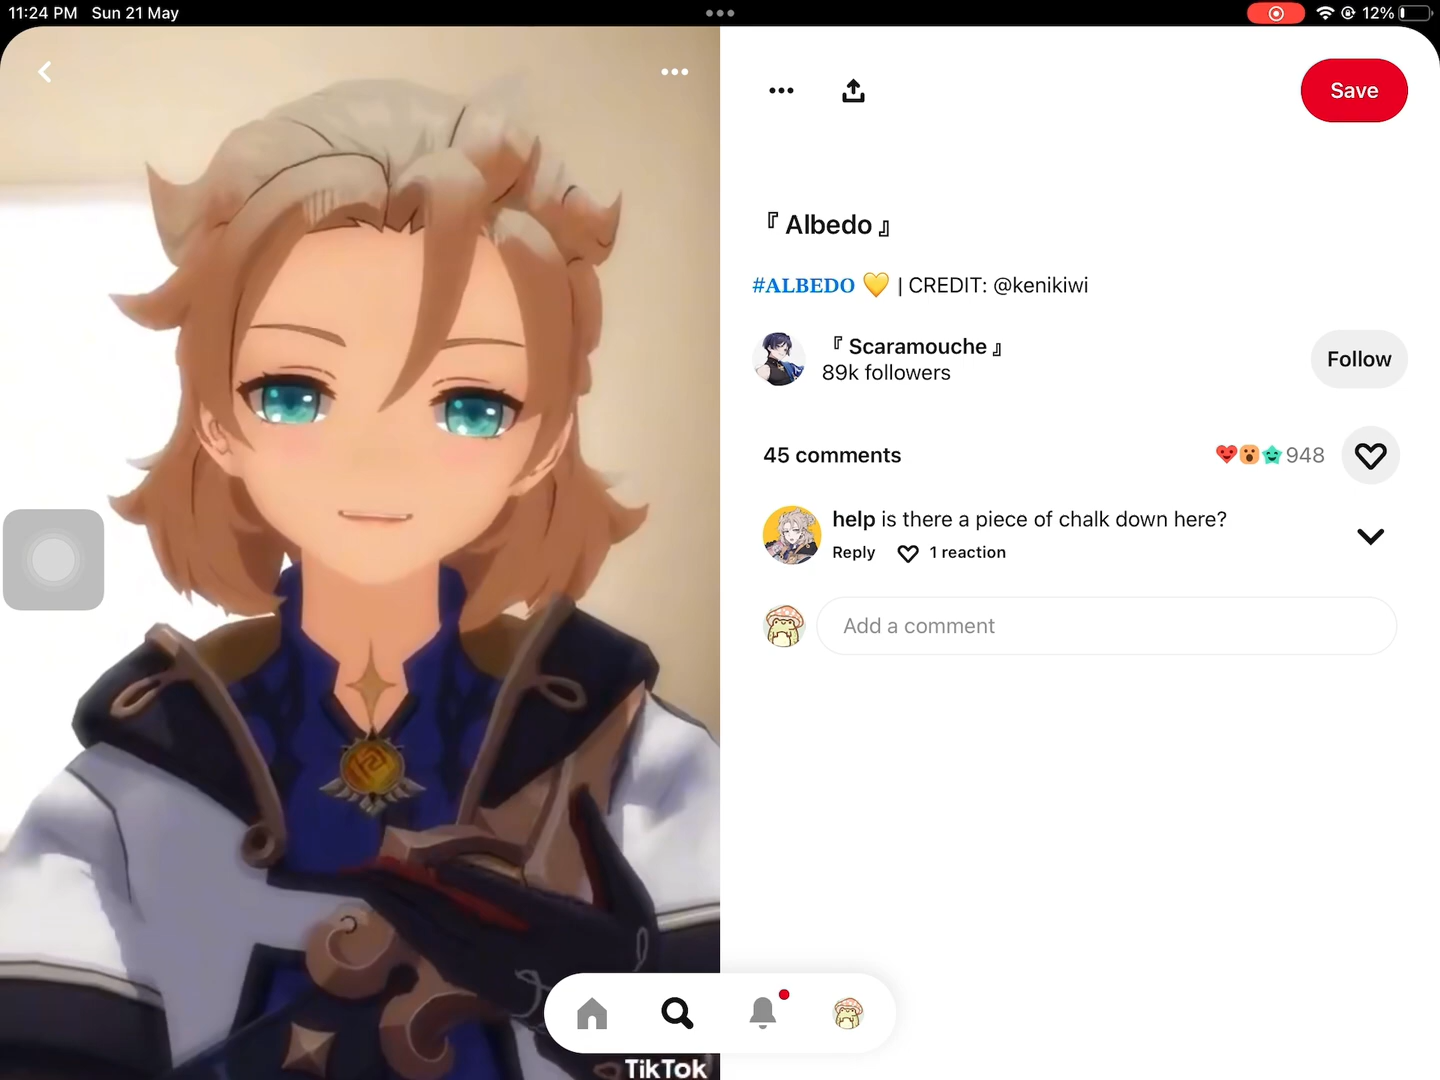 11:24 PM Sun 21 May
12%
Save
『 Albedo 』
#ALBEDO 💛 | CREDIT: @kenikiwi
『 Scaramouche 』
89k followers
Follow
45 comments
948
help is there a piece of chalk down here?
Reply 1 reaction
Add a comment
TikTok